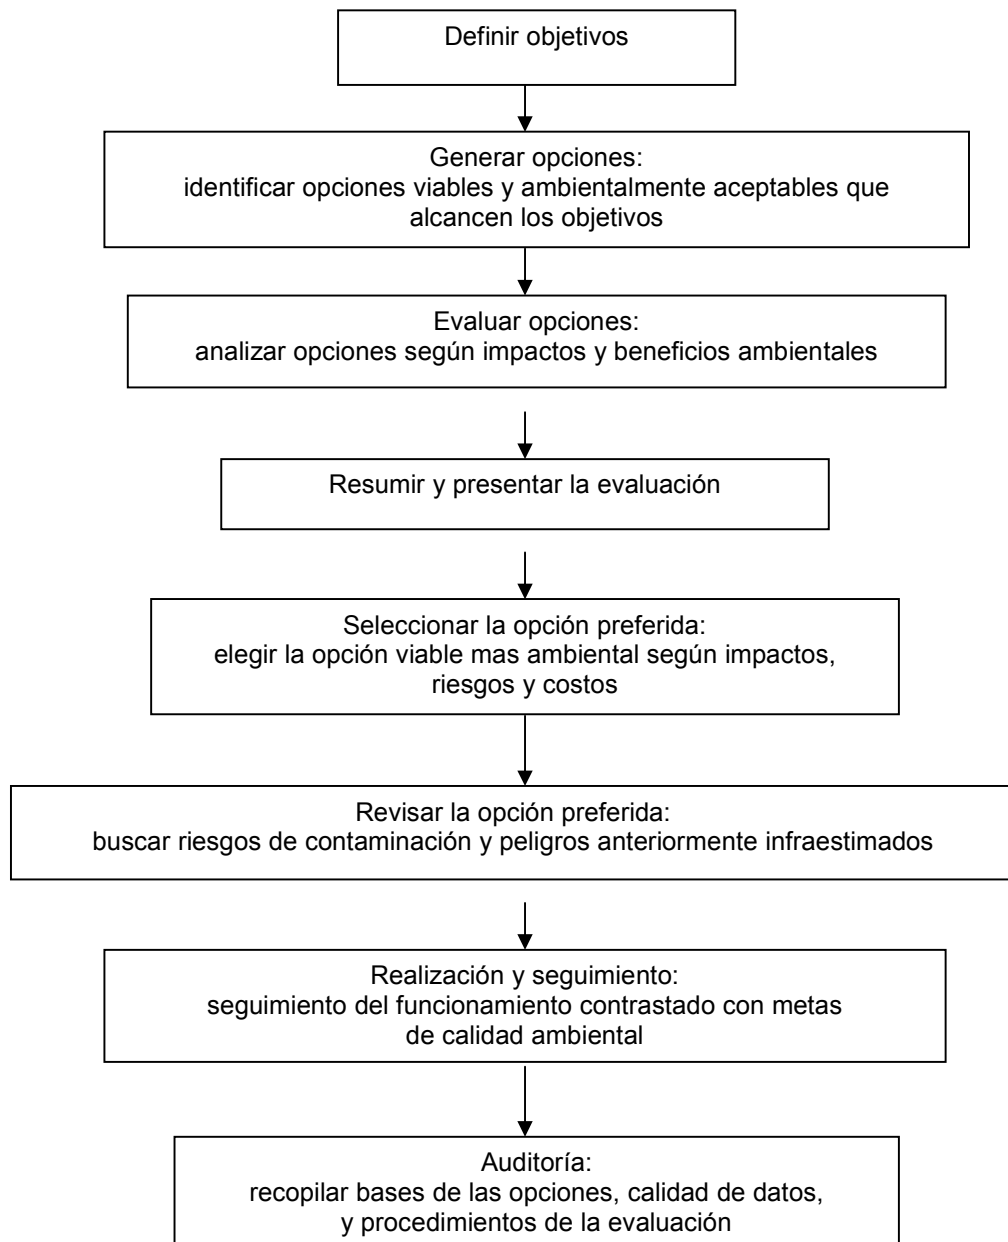 Definir objetivos
Generar opciones:
identificar opciones viables y ambientalmente aceptables que
alcancen los objetivos
Evaluar opciones:
analizar opciones según impactos y beneficios ambientales
Resumir y presentar la evaluación
Seleccionar la opción preferida:
elegir la opción viable mas ambiental según impactos,
riesgos y costos
Revisar la opción preferida:
buscar riesgos de contaminación y peligros anteriormente infraestimados
Realización y seguimiento:
seguimiento del funcionamiento contrastado con metas
de calidad ambiental
Auditoría:
recopilar bases de las opciones, calidad de datos,
y procedimientos de la evaluación